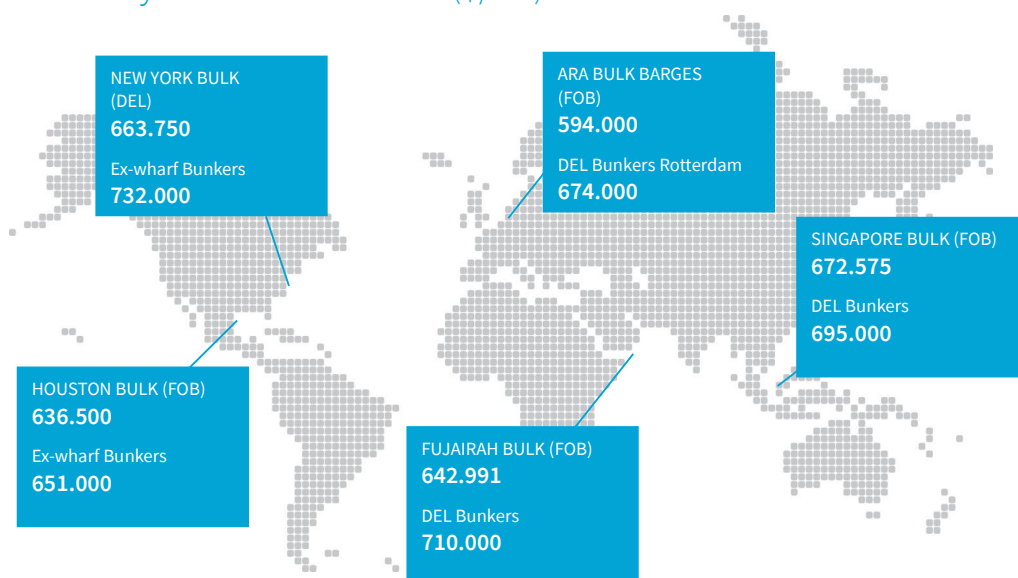 NEW YORK BULK
(DEL)
663.750
Ex-wharf Bunkers
732.000
ARA BULK BARGES
(FOB)
594.000
DEL Bunkers Rotterdam
674.000
SINGAPORE BULK (FOB)
672.575
DEL Bunkers
695.000
HOUSTON BULK (FOB)
636.500
Ex-wharf Bunkers
651.000
FUJAIRAH BULK (FOB)
642.991
DEL Bunkers
710.000